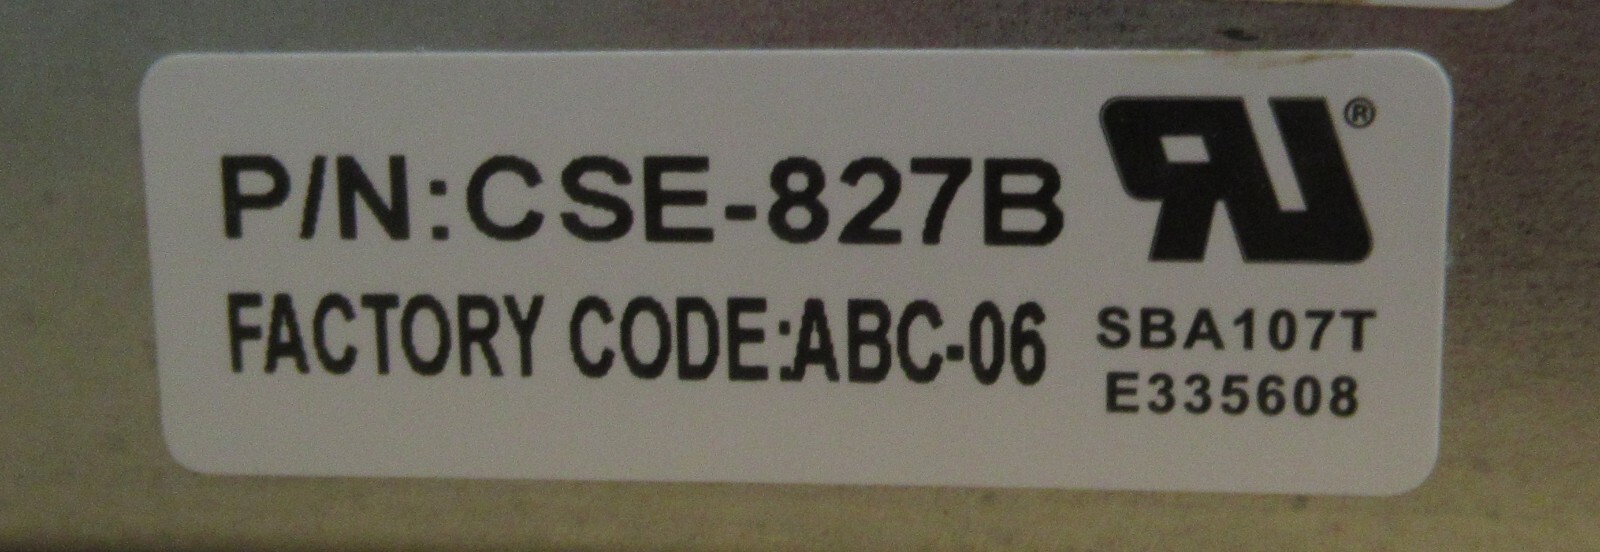 P/N:CSE-827B
FACTORY CODE:ABC-06
®
SBA107T
E335608